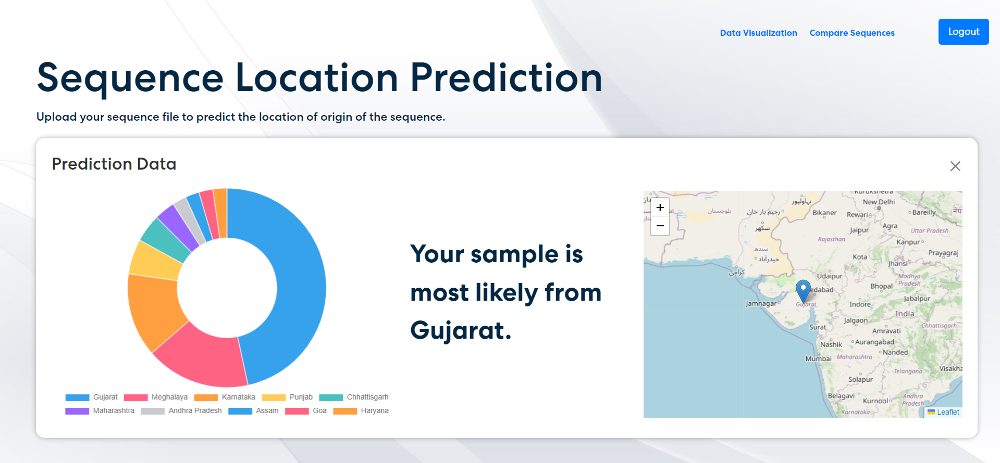 Data Visualization
Compare Sequences
Logout
Sequence Location Prediction
Upload your sequence file to predict the location of origin of the sequence.
Prediction Data
Your sample is
most likely from
Gujarat.
Gujarat
Meghalaya
Karnataka
Punjab
Chhattisgarh
Maharashtra
Andhra Pradesh
Assam
Goa
Haryana
+
−
Kurukshetra
بہاولپور
New Delhi
بلوچستان
رحیم یار خان
Bikaner
Rewari
Bareilly
नेप
سکھر
Jaipur
Agra
Uttar Pradesh
Rajasthan
Kanpur
سندھ
Prayagraj
حیدرآباد
Kota
Jhansi
کراچی
Udaipur
Madhya
Pradesh
edabad
Bhopal
Jabalpur
Jamnagar
Gujarat
Indore
India
Jalgaon
Chhattisgarh
Surat
Amravati
Nashik
Aurangabad
Nanded
Mumbai
Maharashtra
Visakha
Telangana
Solapur
Belagavi
Kurnool
Andhra
Pradesh
Karnataka
Leaflet